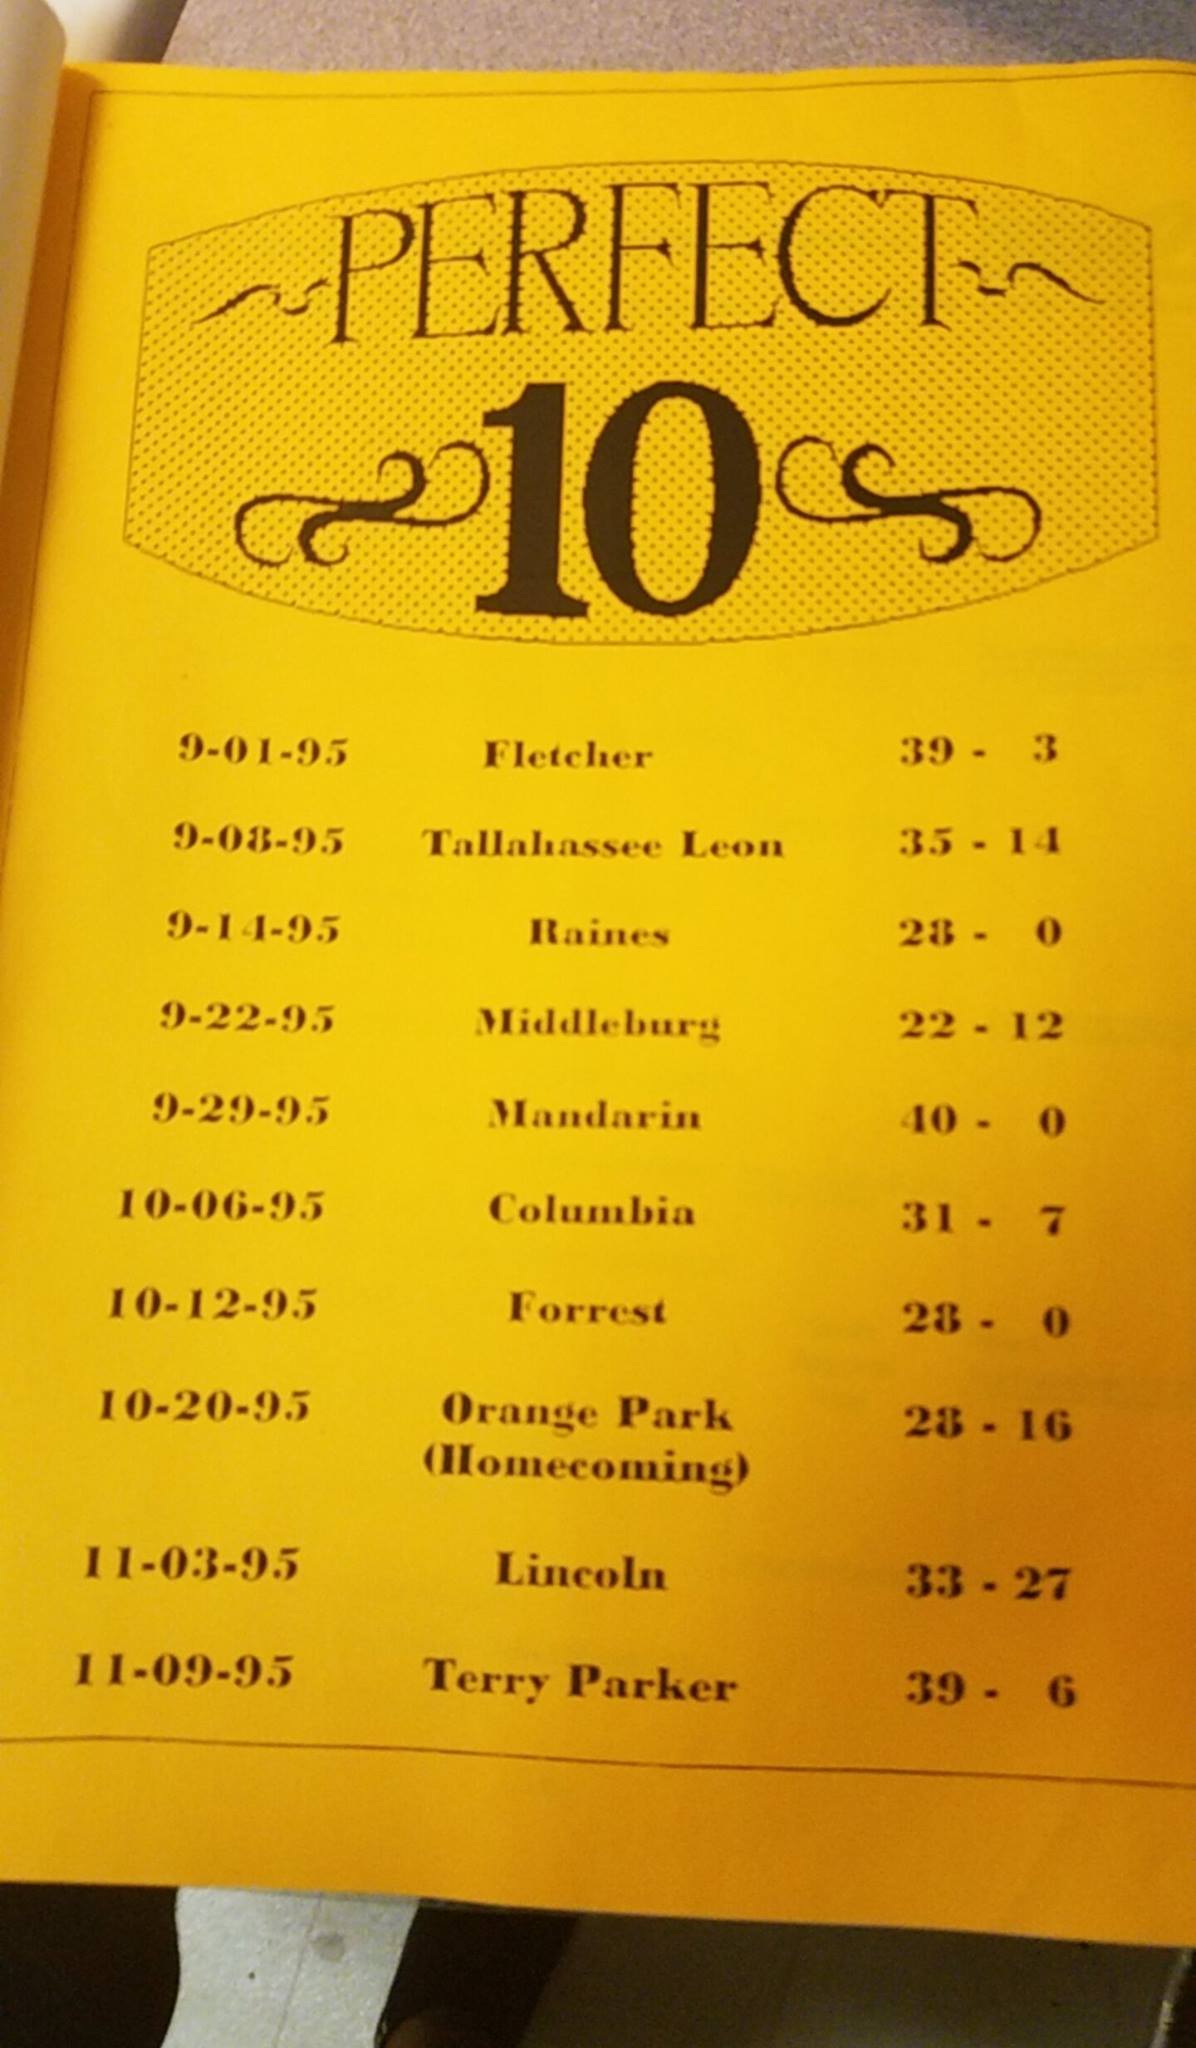 PERFECT
10
9-01-95 Fletcher 39 - 3
9-08-95 Tallahassee Leon 35 - 14
9-14-95 Raines 28 - 0
9-22-95 Middleburg 22 - 12
9-29-95 Mandarin 40 - 0
10-06-95 Columbia 31 - 7
10-12-95 Forrest 28 - 0
10-20-95 Orange Park 28 - 16
(Homecoming)
11-03-95 Lincoln 33 - 27
11-09-95 Terry Parker 39 - 6